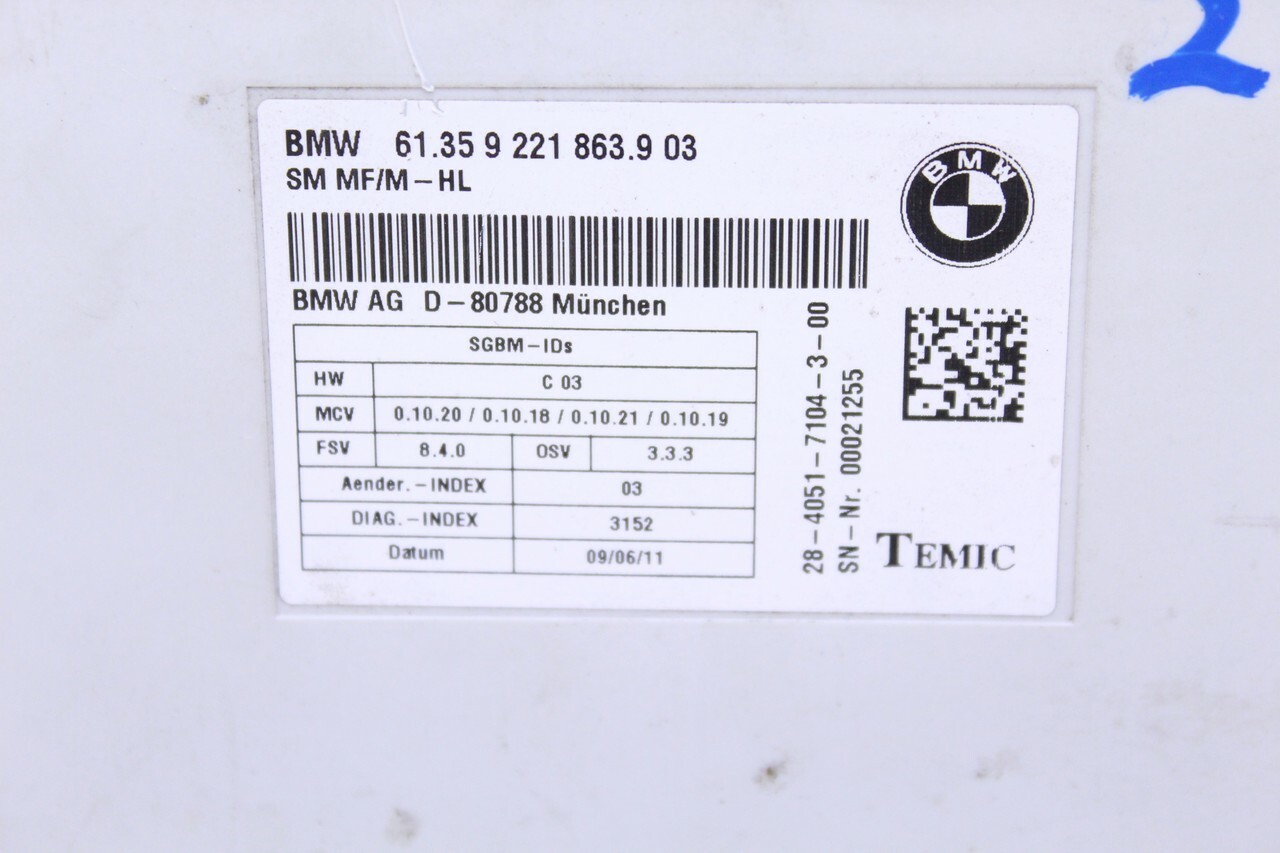 BMW 61.35 9 221 863.9 03
SM MF/M-HL
BMW
BMW AG D-80788 München
SGBM-IDs
HW C 03
MCV 0.10.20 / 0.10.18 / 0.10.21 / 0.10.19
FSV 8.4.0 OSV 3.3.3
Aender.-INDEX 03
DIAG.-INDEX 3152
Datum 09/06/11
28-4051-7104-3-00
SN-Nr. 00021255
TEMIC